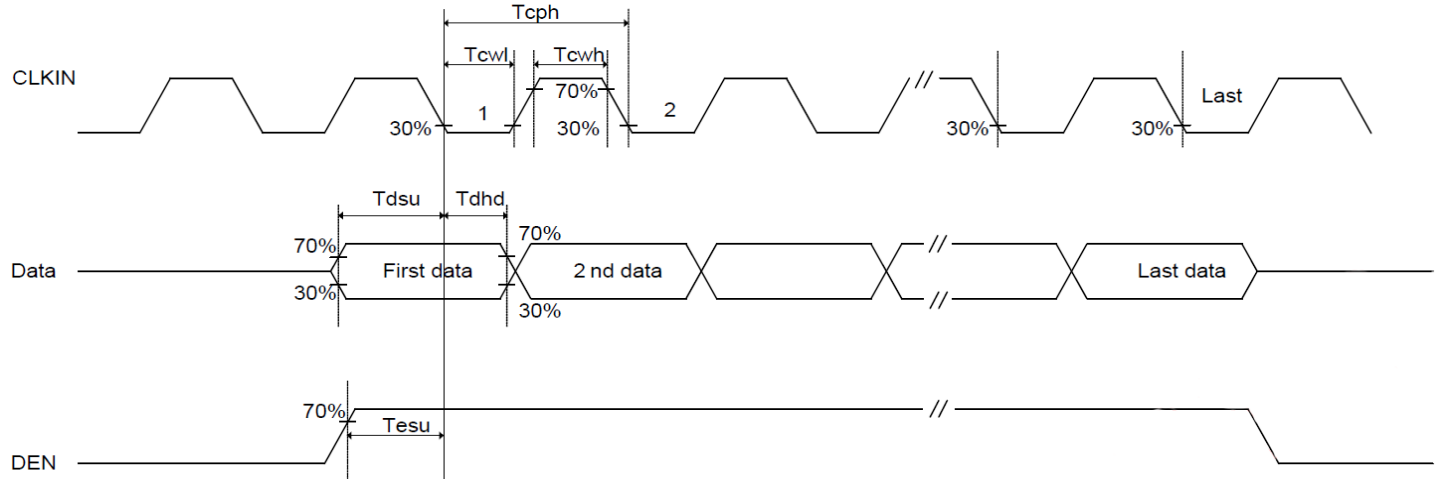 Tcph
Tcwl Tcwh
CLKIN
70%
30% 1 30% 2 30% 30% Last
Tdsu Tdhd
70% 70%
Data First data 2 nd data Last data
30% 30%
70%
Tesu
DEN